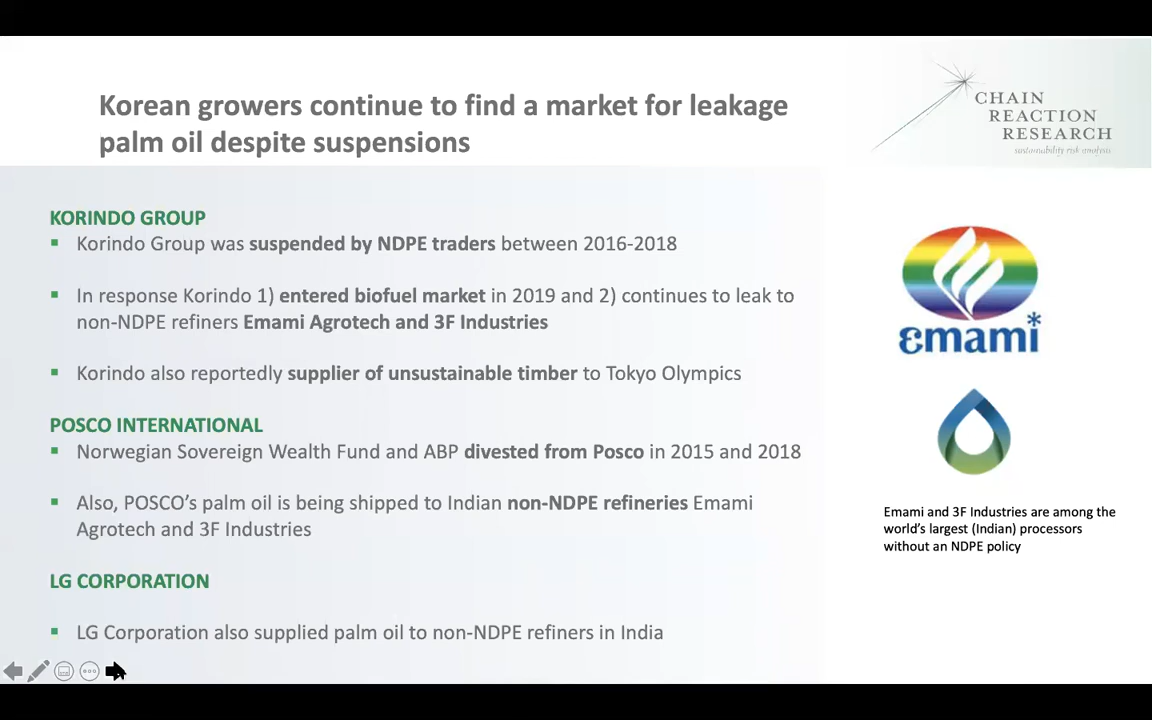 Korean growers continue to find a market for leakage
palm oil despite suspensions
CHAIN
REACTION
RESEARCH
sustainability risk analysis
KORINDO GROUP
▪ Korindo Group was suspended by NDPE traders between 2016-2018
▪ In response Korindo 1) entered biofuel market in 2019 and 2) continues to leak to
non-NDPE refiners Emami Agrotech and 3F Industries
▪ Korindo also reportedly supplier of unsustainable timber to Tokyo Olympics
POSCO INTERNATIONAL
▪ Norwegian Sovereign Wealth Fund and ABP divested from Posco in 2015 and 2018
▪ Also, POSCO’s palm oil is being shipped to Indian non-NDPE refineries Emami
Agrotech and 3F Industries
LG CORPORATION
▪ LG Corporation also supplied palm oil to non-NDPE refiners in India
emami*
Emami and 3F Industries are among the
world’s largest (Indian) processors
without an NDPE policy